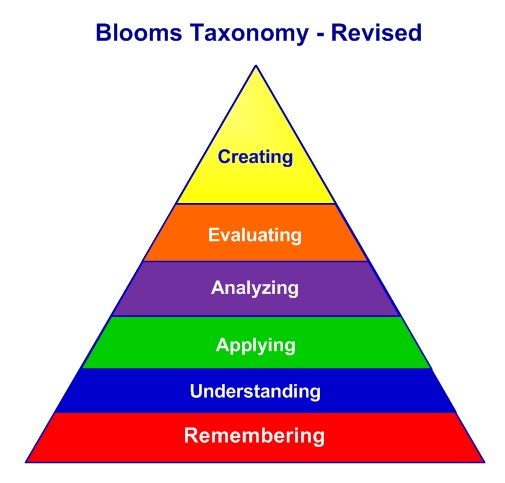 Blooms Taxonomy - Revised
Creating
Evaluating
Analyzing
Applying
Understanding
Remembering